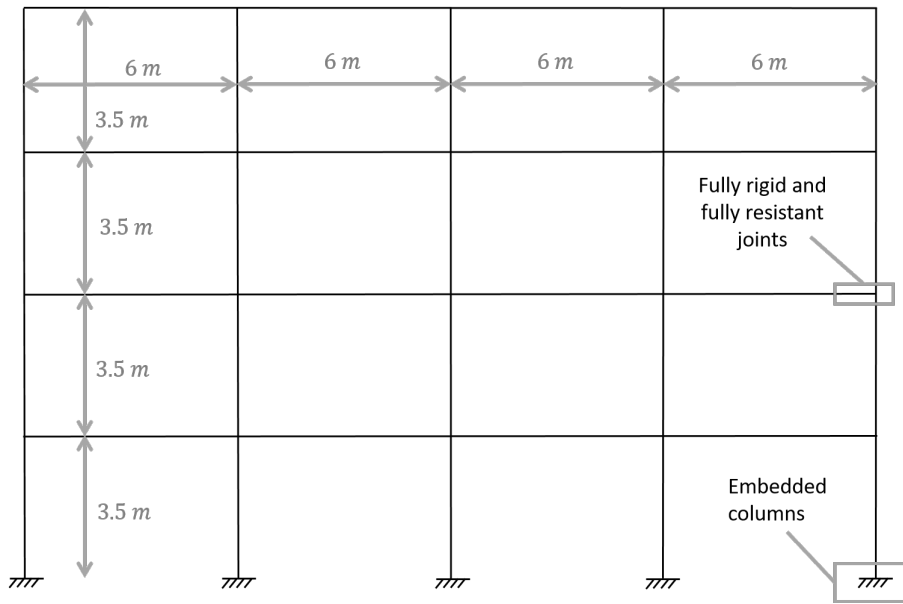 6 m
6 m
6 m
6 m
3.5 m
Fully rigid and
fully resistant
joints
3.5 m
3.5 m
Embedded
columns
3.5 m